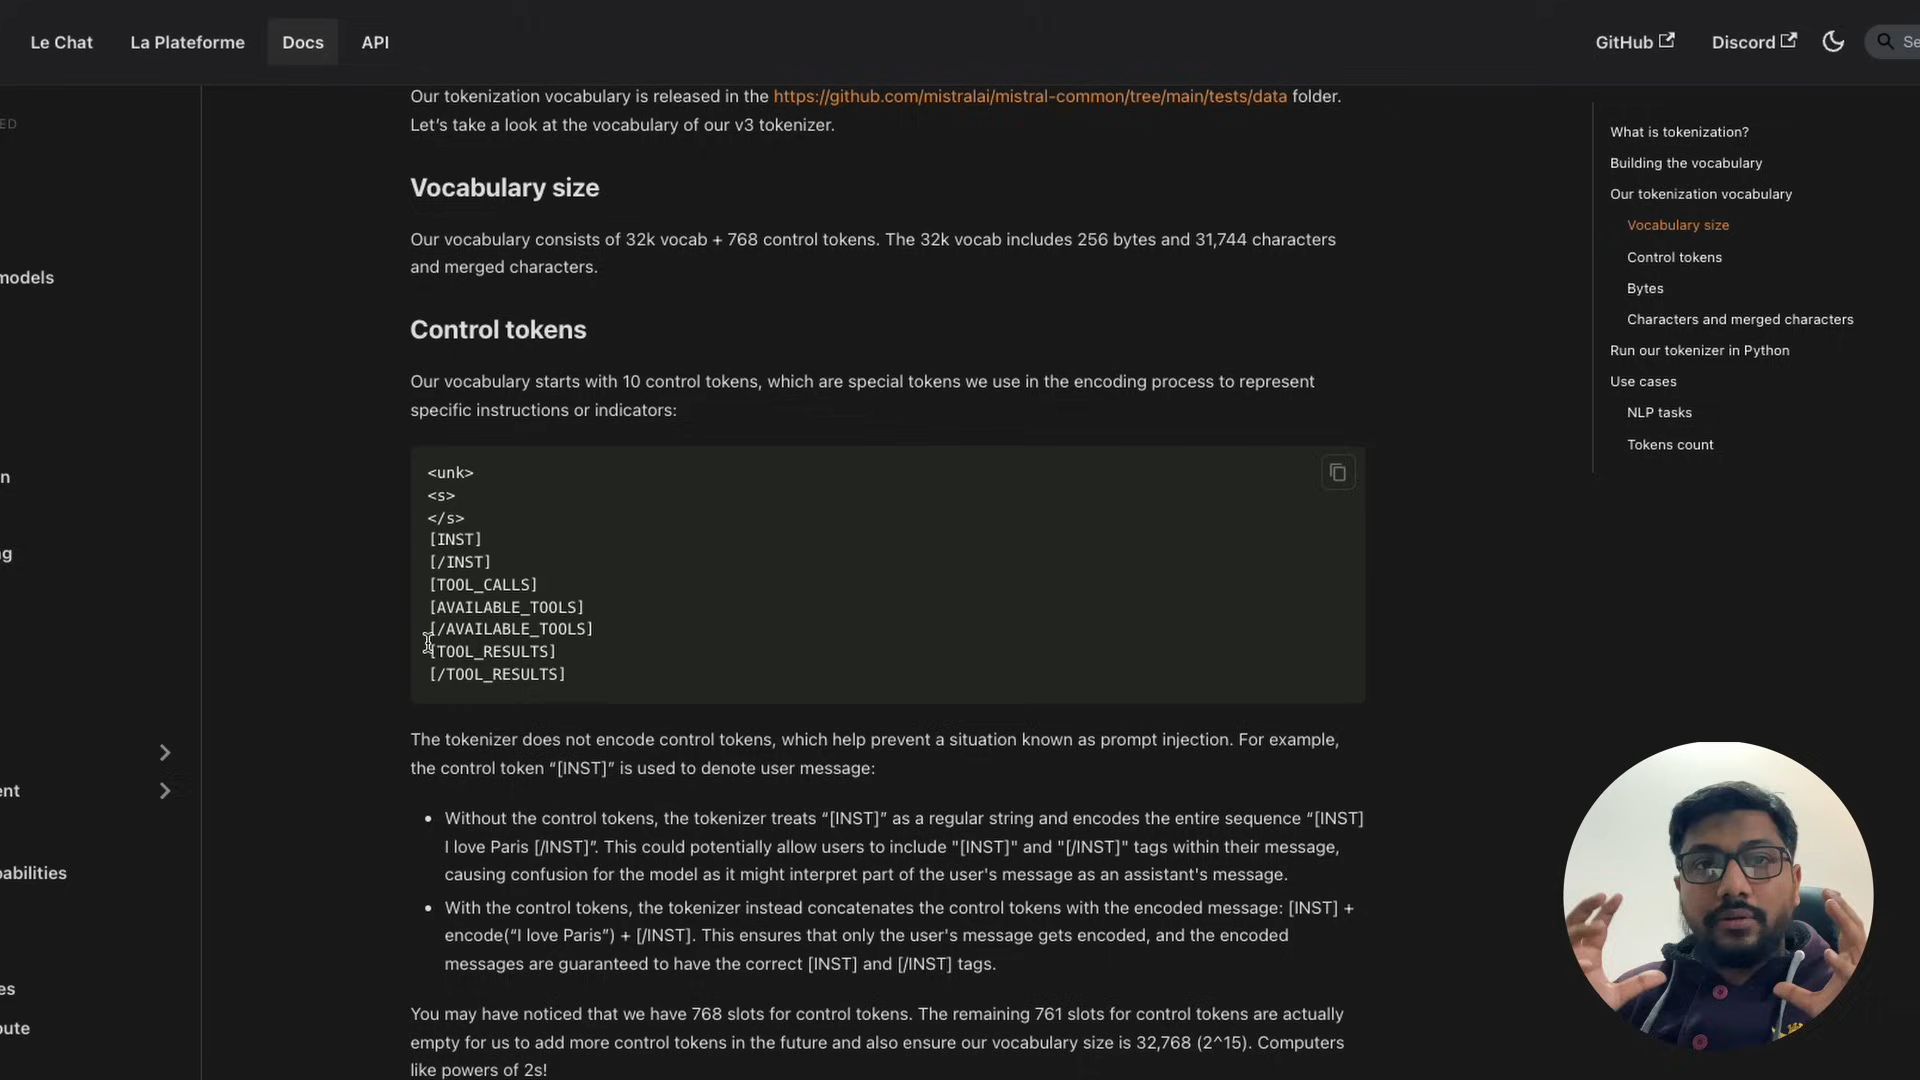 Le Chat
La Plateforme
Docs
API
GitHub
Discord
Se
ED
models
n
ng
ent
abilities
es
oute
Our tokenization vocabulary is released in the https://github.com/mistralai/mistral-common/tree/main/tests/data folder.
Let’s take a look at the vocabulary of our v3 tokenizer.
Vocabulary size
Our vocabulary consists of 32k vocab + 768 control tokens. The 32k vocab includes 256 bytes and 31,744 characters
and merged characters.
Control tokens
Our vocabulary starts with 10 control tokens, which are special tokens we use in the encoding process to represent
specific instructions or indicators:
<unk>
<s>
</s>
[INST]
[/INST]
[TOOL_CALLS]
[AVAILABLE_TOOLS]
[/AVAILABLE_TOOLS]
[TOOL_RESULTS]
[/TOOL_RESULTS]
The tokenizer does not encode control tokens, which help prevent a situation known as prompt injection. For example,
the control token “[INST]” is used to denote user message:
• Without the control tokens, the tokenizer treats “[INST]” as a regular string and encodes the entire sequence “[INST]
I love Paris [/INST]”. This could potentially allow users to include "[INST]" and "[/INST]" tags within their message,
causing confusion for the model as it might interpret part of the user's message as an assistant's message.
• With the control tokens, the tokenizer instead concatenates the control tokens with the encoded message: [INST] +
encode(“I love Paris”) + [/INST]. This ensures that only the user's message gets encoded, and the encoded
messages are guaranteed to have the correct [INST] and [/INST] tags.
You may have noticed that we have 768 slots for control tokens. The remaining 761 slots for control tokens are actually
empty for us to add more control tokens in the future and also ensure our vocabulary size is 32,768 (2^15). Computers
like powers of 2s!
What is tokenization?
Building the vocabulary
Our tokenization vocabulary
Vocabulary size
Control tokens
Bytes
Characters and merged characters
Run our tokenizer in Python
Use cases
NLP tasks
Tokens count